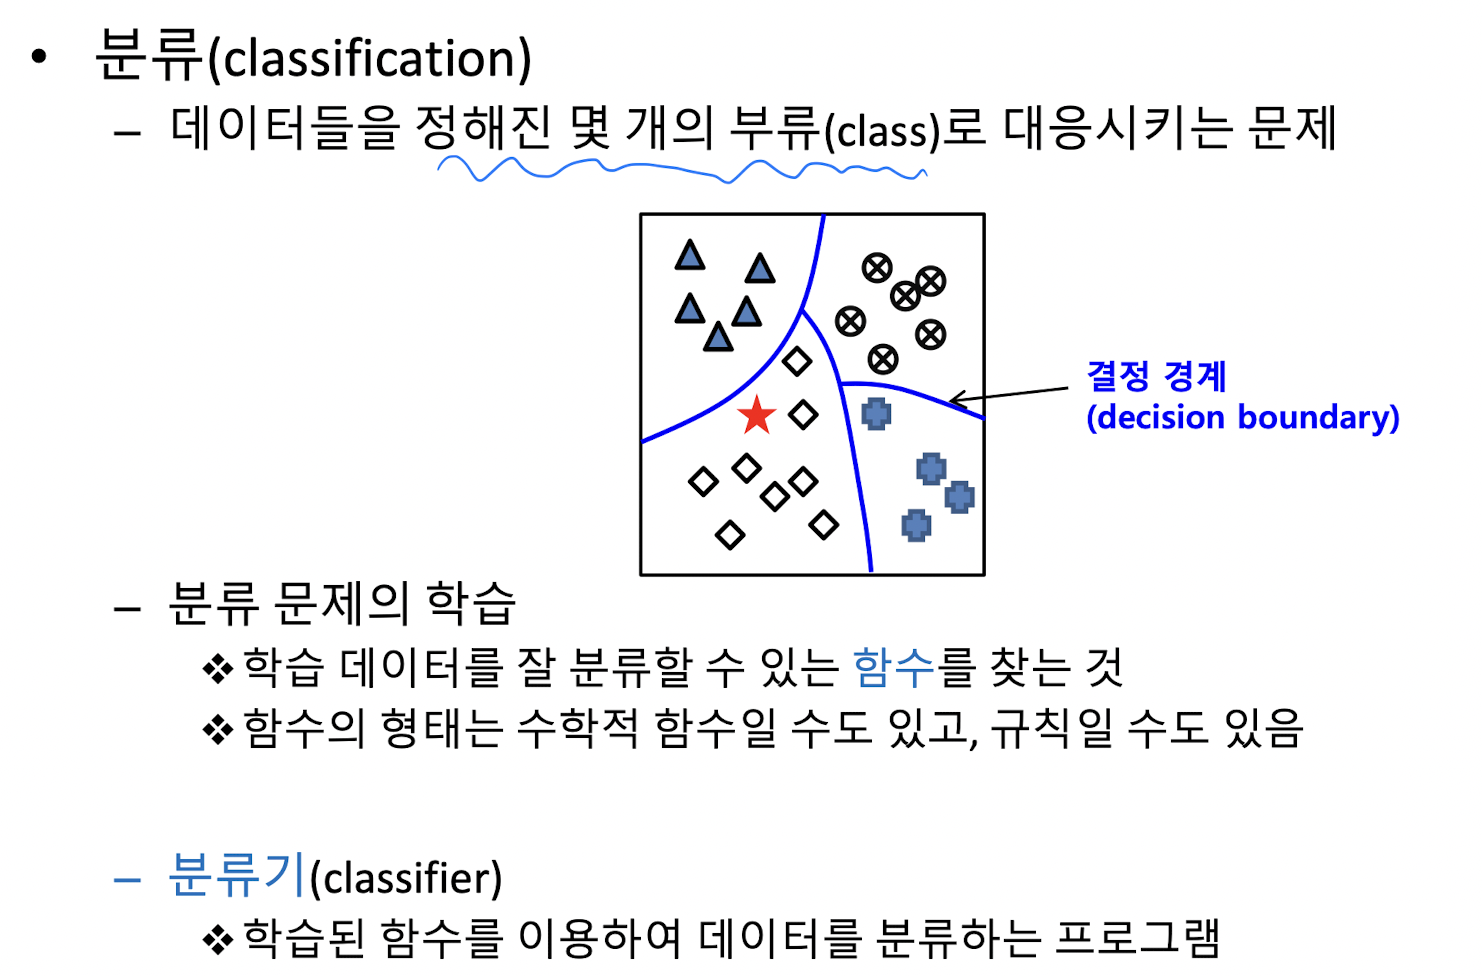 • 분류(classification)
– 데이터들을 정해진 몇 개의 부류(class)로 대응시키는 문제
결정 경계
(decision boundary)
– 분류 문제의 학습
❖ 학습 데이터를 잘 분류할 수 있는 함수를 찾는 것
❖ 함수의 형태는 수학적 함수일 수도 있고, 규칙일 수도 있음
– 분류기(classifier)
❖ 학습된 함수를 이용하여 데이터를 분류하는 프로그램